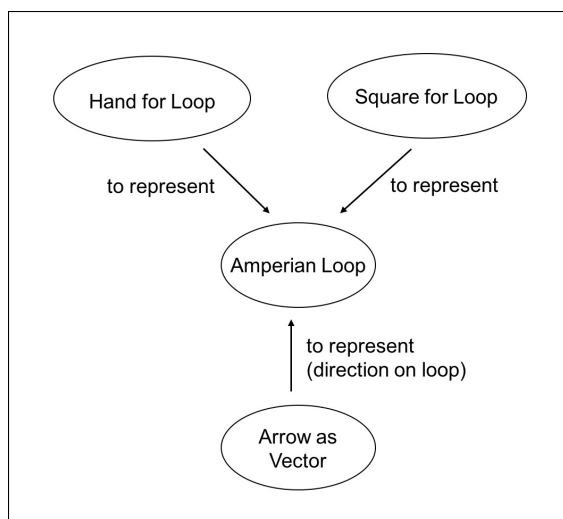 Hand for Loop
Square for Loop
to represent
to represent
Amperian Loop
to represent
(direction on loop)
Arrow as
Vector